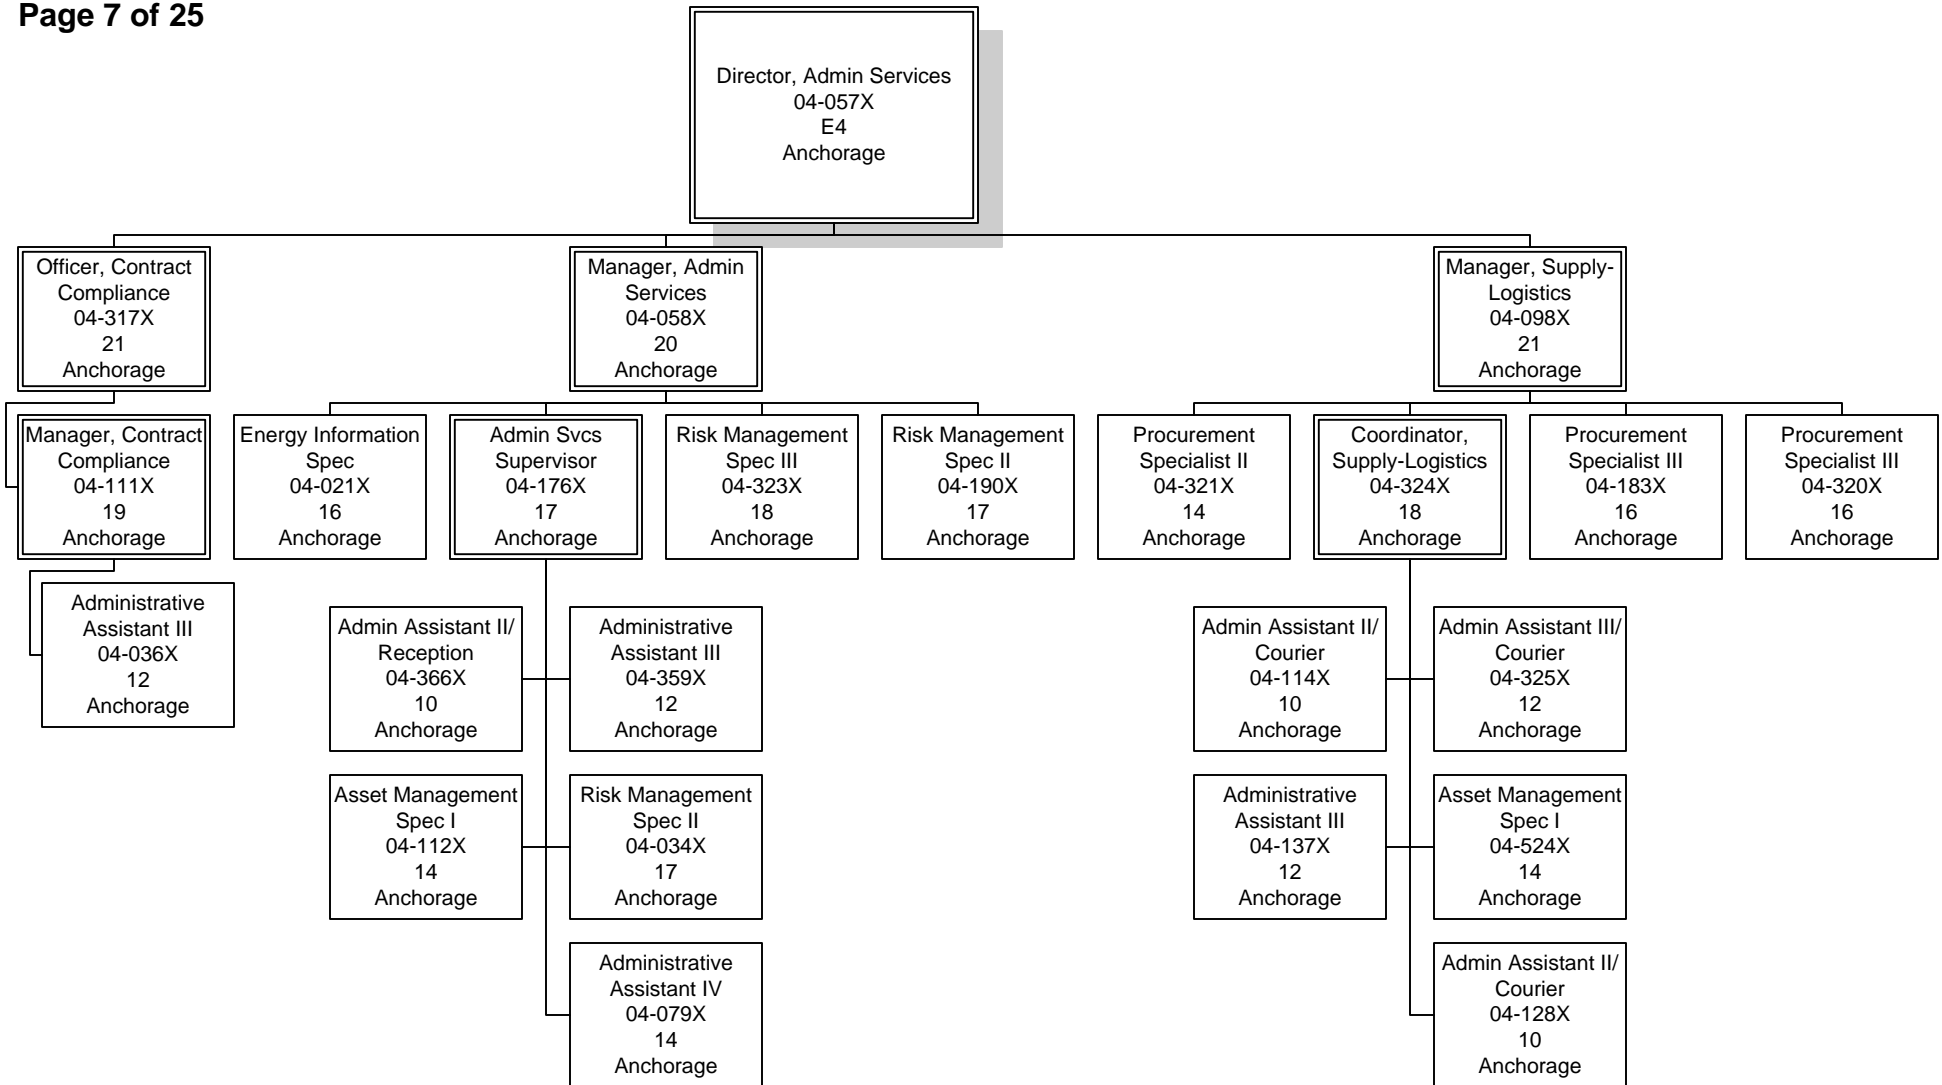 Page 7 of 25
Director, Admin Services
04-057X
E4
Anchorage
Officer, Contract
Compliance
04-317X
21
Anchorage
Manager, Admin
Services
04-058X
20
Anchorage
Manager, Supply-
Logistics
04-098X
21
Anchorage
Manager, Contract
Compliance
04-111X
19
Anchorage
Energy Information
Spec
04-021X
16
Anchorage
Admin Svcs
Supervisor
04-176X
17
Anchorage
Risk Management
Spec III
04-323X
18
Anchorage
Risk Management
Spec II
04-190X
17
Anchorage
Procurement
Specialist II
04-321X
14
Anchorage
Coordinator,
Supply-Logistics
04-324X
18
Anchorage
Procurement
Specialist III
04-183X
16
Anchorage
Procurement
Specialist III
04-320X
16
Anchorage
Administrative
Assistant III
04-036X
12
Anchorage
Admin Assistant II/
Reception
04-366X
10
Anchorage
Administrative
Assistant III
04-359X
12
Anchorage
Admin Assistant II/
Courier
04-114X
10
Anchorage
Admin Assistant III/
Courier
04-325X
12
Anchorage
Asset Management
Spec I
04-112X
14
Anchorage
Risk Management
Spec II
04-034X
17
Anchorage
Administrative
Assistant III
04-137X
12
Anchorage
Asset Management
Spec I
04-524X
14
Anchorage
Administrative
Assistant IV
04-079X
14
Anchorage
Admin Assistant II/
Courier
04-128X
10
Anchorage